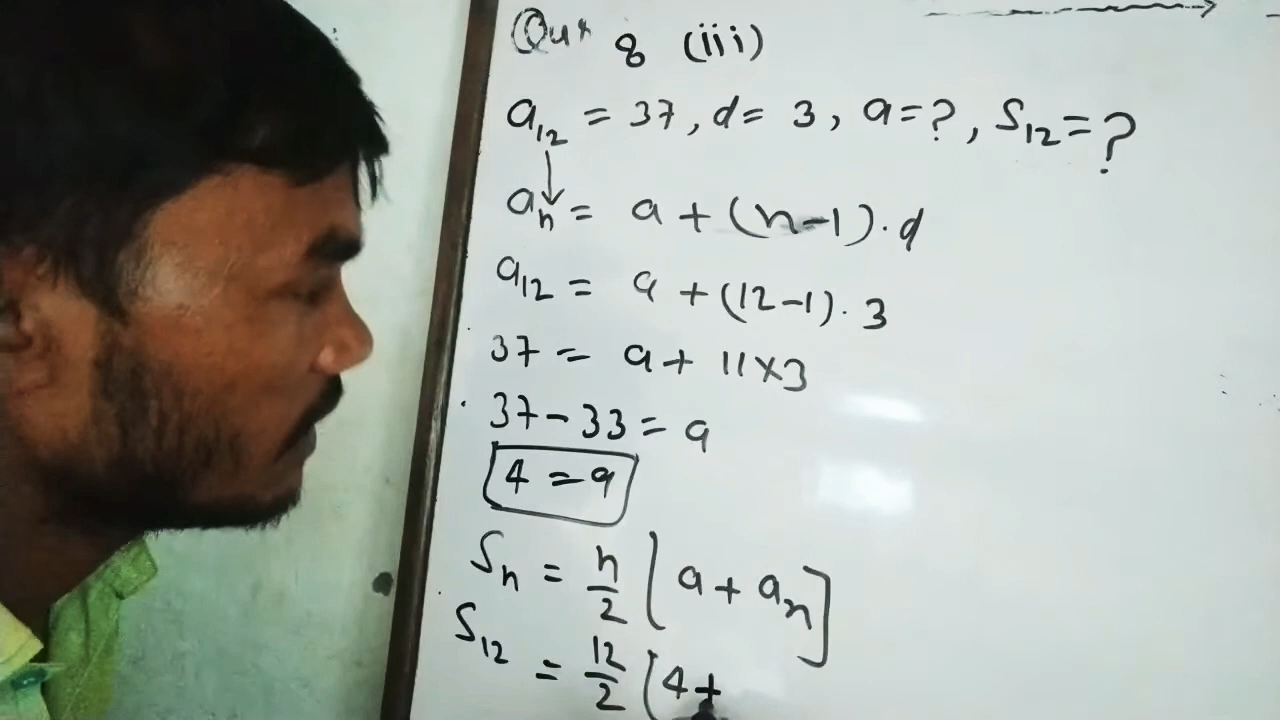 Qus 8 (iii)
a₁₂ = 37, d = 3, a = ?, S₁₂ = ?
aₙ = a + (n-1).d
a₁₂ = a + (12-1).3
37 = a + 11×3
37-33 = a
4 = a
Sₙ = n/2 [a + aₙ]
S₁₂ = 12/2 [4+